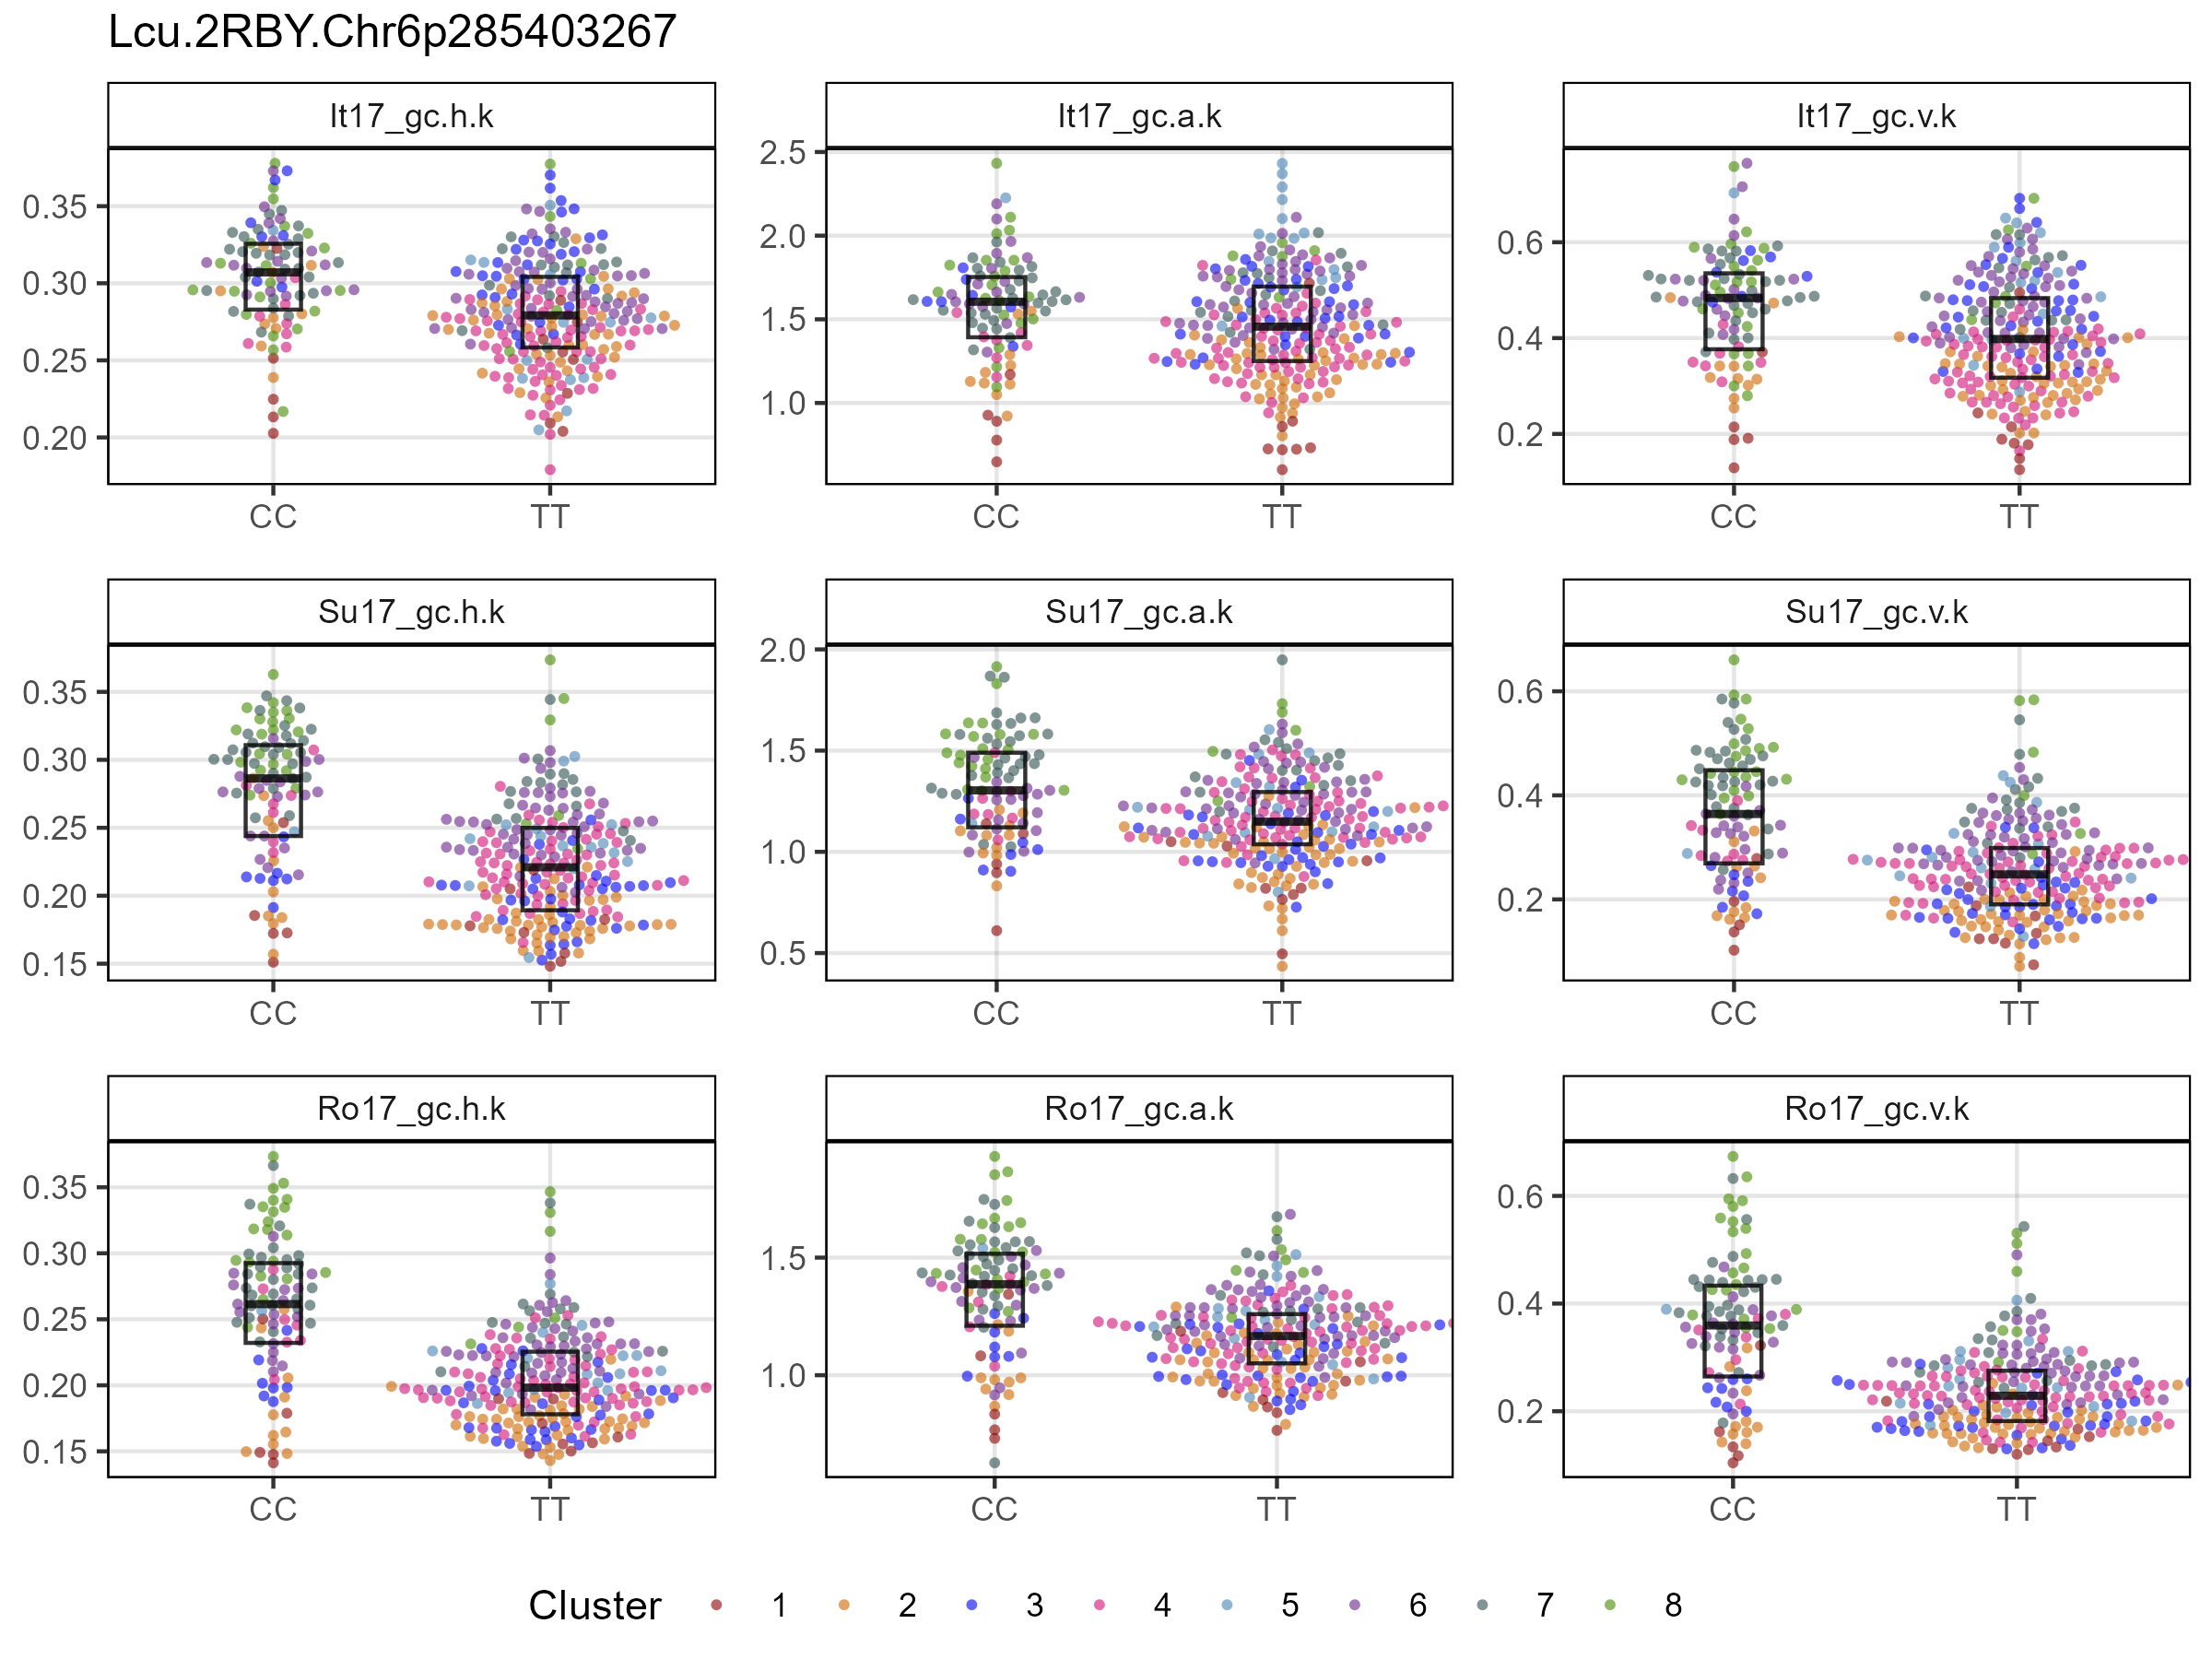 Lcu.2RBY.Chr6p285403267
It17_gc.h.k
It17_gc.a.k
It17_gc.v.k
0.35
0.30
0.25
0.20
CC TT
2.5
2.0
1.5
1.0
CC TT
0.6
0.4
0.2
CC TT
Su17_gc.h.k
Su17_gc.a.k
Su17_gc.v.k
0.35
0.30
0.25
0.20
0.15
CC TT
2.0
1.5
1.0
0.5
CC TT
0.6
0.4
0.2
CC TT
Ro17_gc.h.k
Ro17_gc.a.k
Ro17_gc.v.k
0.35
0.30
0.25
0.20
0.15
CC TT
1.5
1.0
CC TT
0.6
0.4
0.2
CC TT
Cluster 1 2 3 4 5 6 7 8